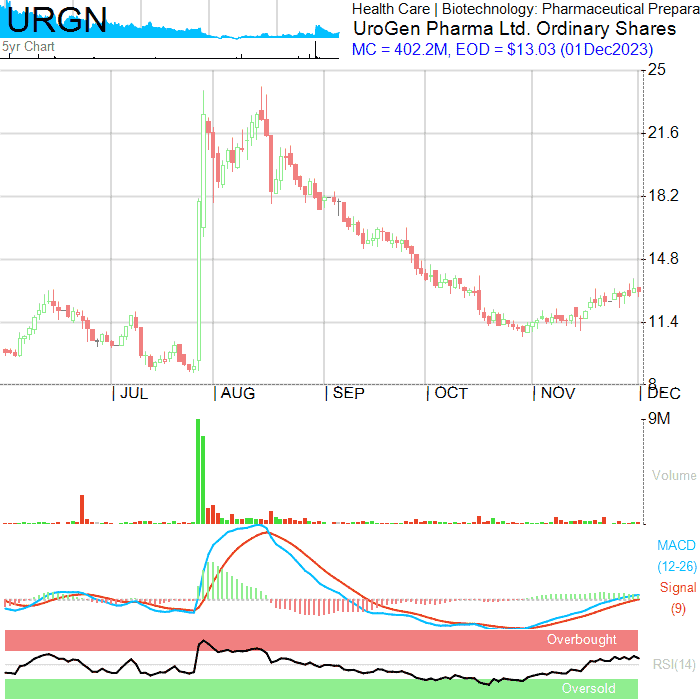 URGN
5yr Chart
Health Care | Biotechnology: Pharmaceutical Prepara
UroGen Pharma Ltd. Ordinary Shares
MC = 402.2M, EOD = $13.03 (01Dec2023)
25
21.6
18.2
14.8
11.4
8
JUL AUG SEP OCT NOV DEC
9M
Volume
MACD
(12-26)
Signal
(9)
Overbought
RSI(14)
Oversold